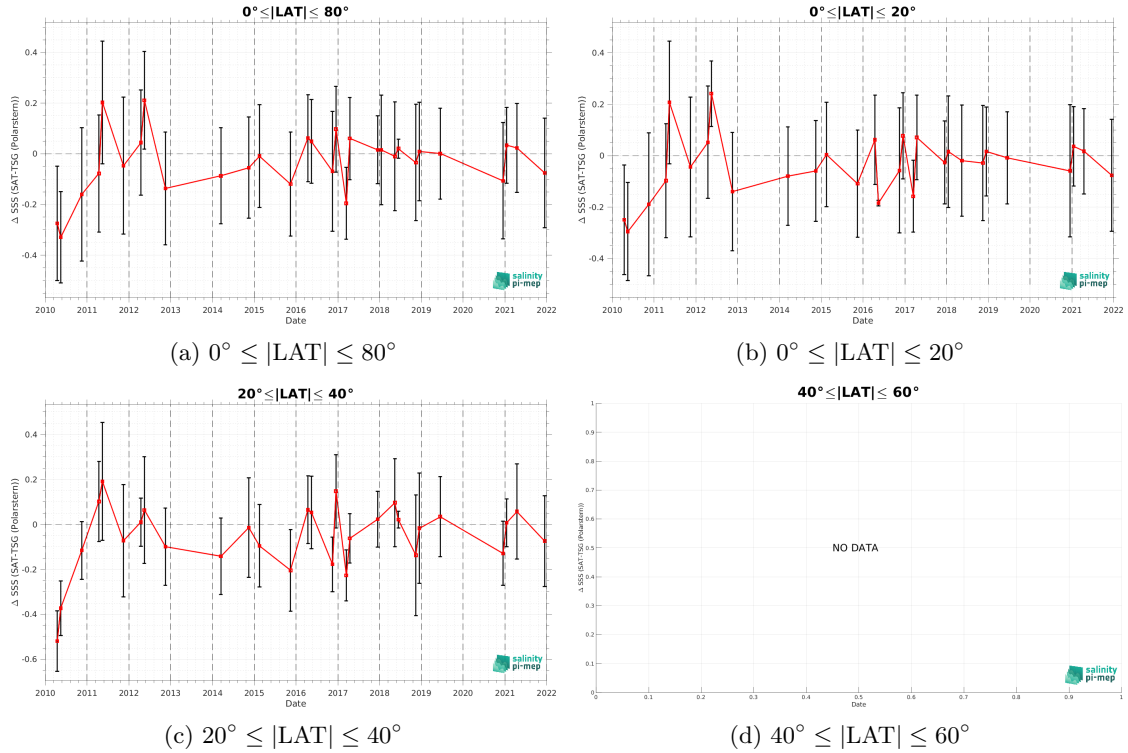 0°≤|LAT|≤ 80°
Δ SSS (SAT-TSG (Polarstern))
0.4
0.2
0
-0.2
-0.4
2010 2011 2012 2013 2014 2015 2016 2017 2018 2019 2020 2021 2022
Date
salinity
pi-mep
(a) 0° ≤ |LAT| ≤ 80°
0°≤|LAT|≤ 20°
Δ SSS (SAT-TSG (Polarstern))
0.4
0.2
0
-0.2
-0.4
2010 2011 2012 2013 2014 2015 2016 2017 2018 2019 2020 2021 2022
Date
salinity
pi-mep
(b) 0° ≤ |LAT| ≤ 20°
20°≤|LAT|≤ 40°
Δ SSS (SAT-TSG (Polarstern))
0.4
0.2
0
-0.2
-0.4
-0.6
2010 2011 2012 2013 2014 2015 2016 2017 2018 2019 2020 2021 2022
Date
salinity
pi-mep
(c) 20° ≤ |LAT| ≤ 40°
40°≤|LAT|≤ 60°
Δ SSS (SAT-TSG (Polarstern))
1
0.9
0.8
0.7
0.6
0.5
0.4
0.3
0.2
0.1
0
NO DATA
0 0.1 0.2 0.3 0.4 0.5 0.6 0.7 0.8 0.9 1
Date
salinity
pi-mep
(d) 40° ≤ |LAT| ≤ 60°